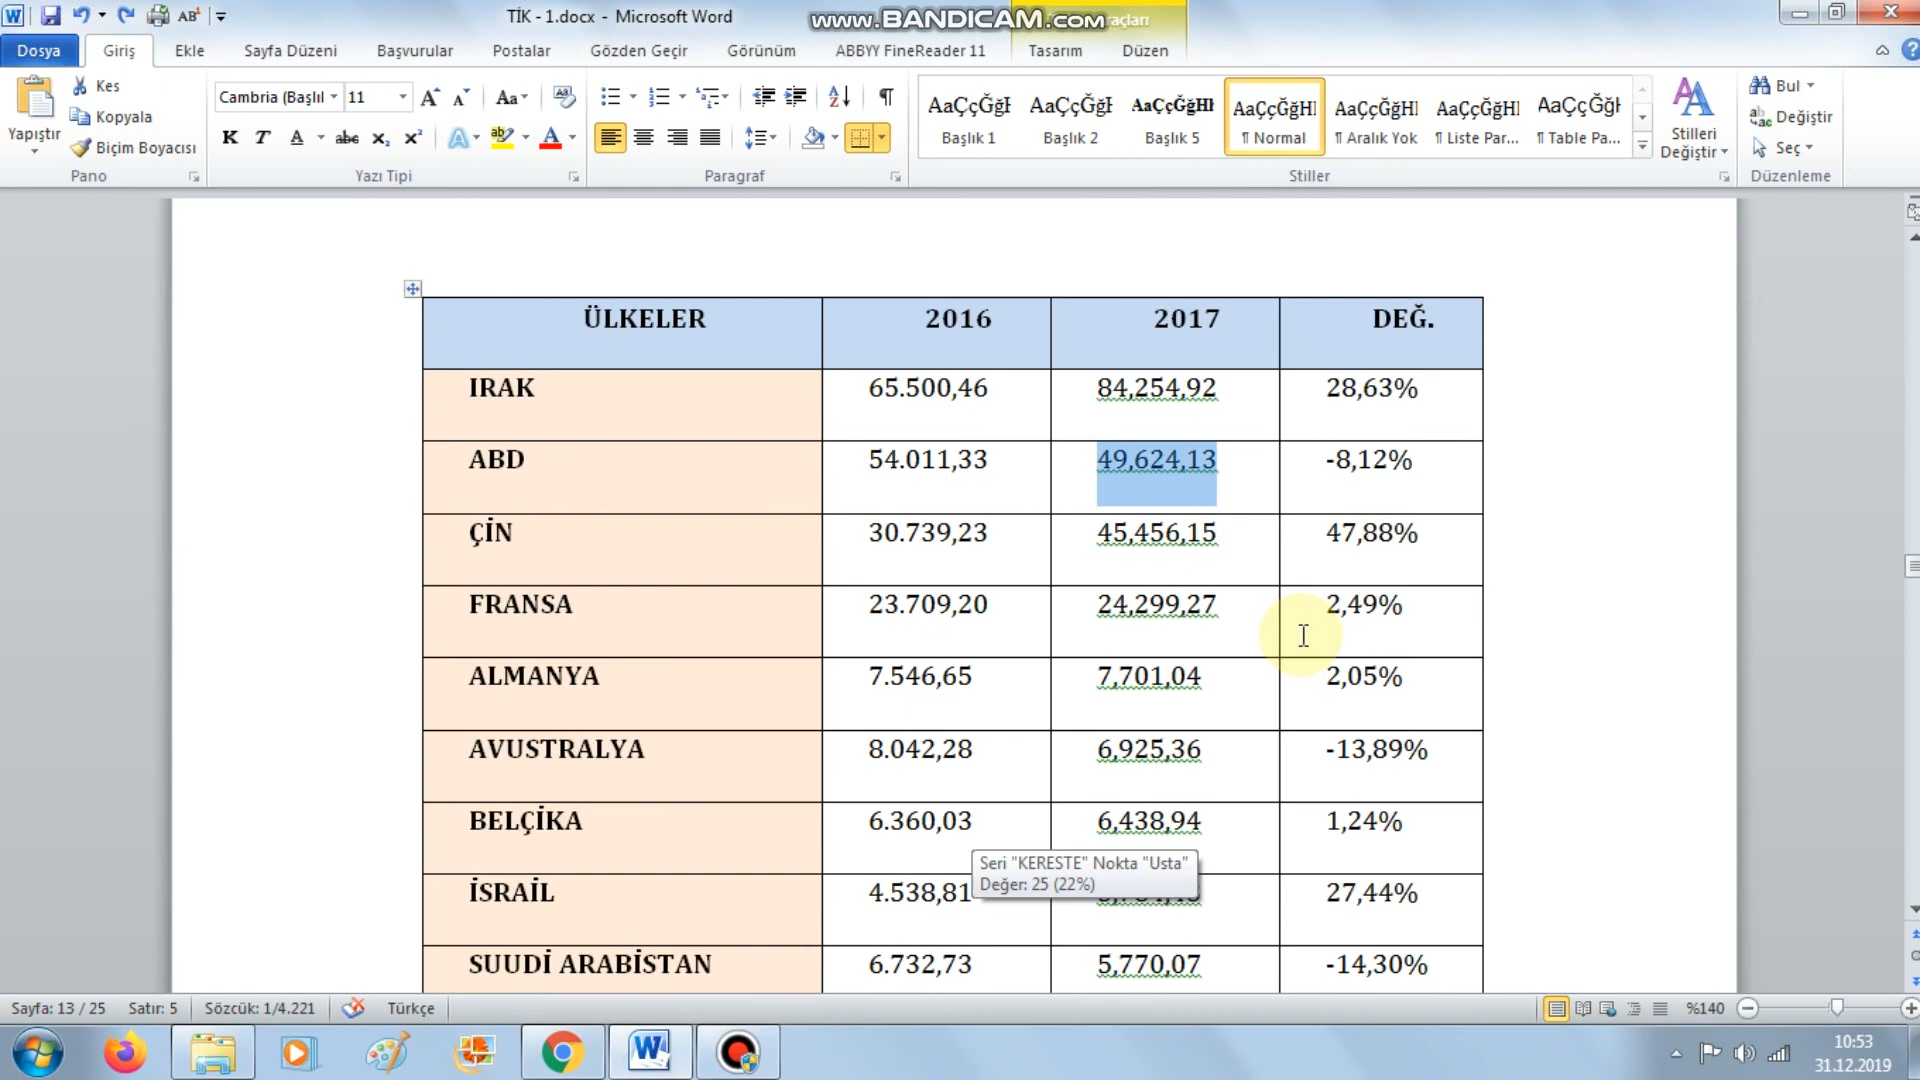 TİK - 1.docx - Microsoft Word
www.BANDICAM.com
raçları
Dosya Giriş Ekle Sayfa Düzeni Başvurular Postalar Gözden Geçir Görünüm ABBYY FineReader 11 Tasarım Düzen
Yapıştır
Kes
Kopyala
Biçim Boyacısı
Pano
Cambria (Başlıl 11
K T A abc x₂ x²
Yazı Tipi
Paragraf
AaÇçĞğI AaÇçĞğI AaÇçĞğHI AaÇçĞğHI AaÇçĞğHI AaÇçĞğHI AaÇçĞğI
Başlık 1 Başlık 2 Başlık 5 ¶ Normal ¶ Aralık Yok ¶ Liste Par... ¶ Table Pa...
Stiller
Stilleri
Değiştir
Bul
Değiştir
Seç
Düzenleme
ÜLKELER 2016 2017 DEĞ.
IRAK 65.500,46 84,254,92 28,63%
ABD 54.011,33 49,624,13 -8,12%
ÇİN 30.739,23 45,456,15 47,88%
FRANSA 23.709,20 24,299,27 2,49%
ALMANYA 7.546,65 7,701,04 2,05%
AVUSTRALYA 8.042,28 6,925,36 -13,89%
BELÇİKA 6.360,03 6,438,94 1,24%
Seri "KERESTE" Nokta "Usta"
Değer: 25 (22%)
İSRAİL 4.538,81 27,44%
SUUDİ ARABİSTAN 6.732,73 5,770,07 -14,30%
Sayfa: 13 / 25 Satır: 5 Sözcük: 1/4.221 Türkçe %140
10:53
31.12.2019